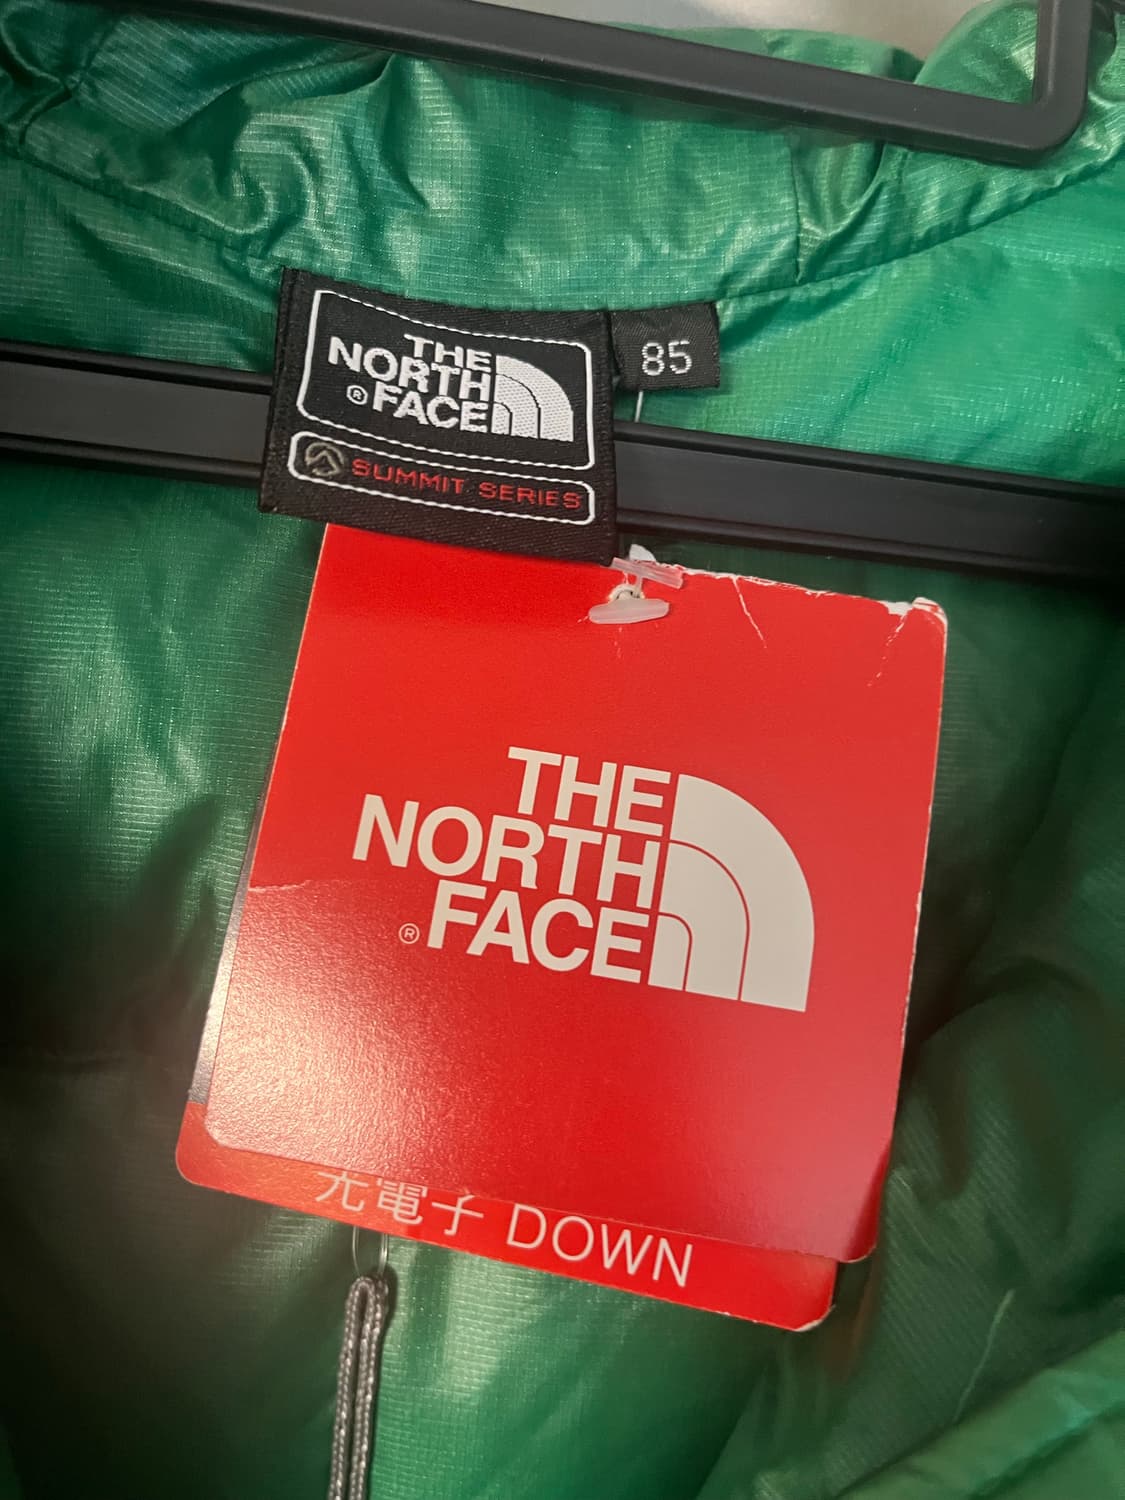 THE
NORTH
® FACE
SUMMIT SERIES
85
THE
NORTH
® FACE
光電子 DOWN